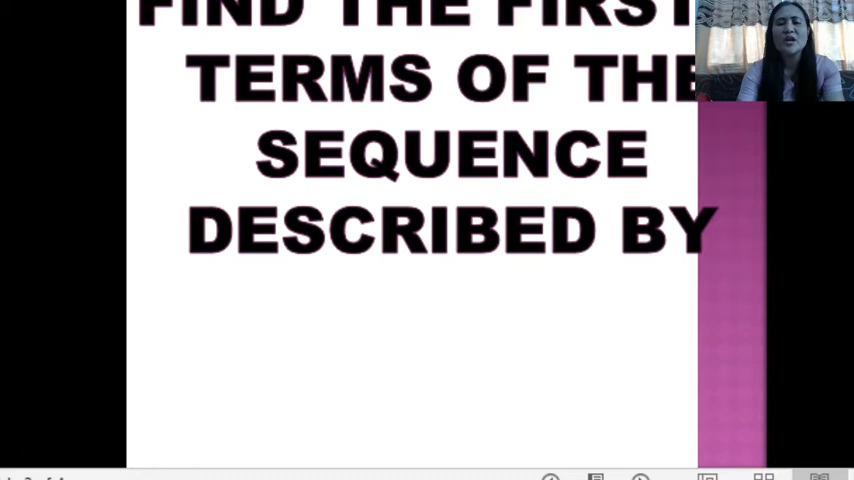 FIND THE FIRST
TERMS OF THE
SEQUENCE
DESCRIBED BY